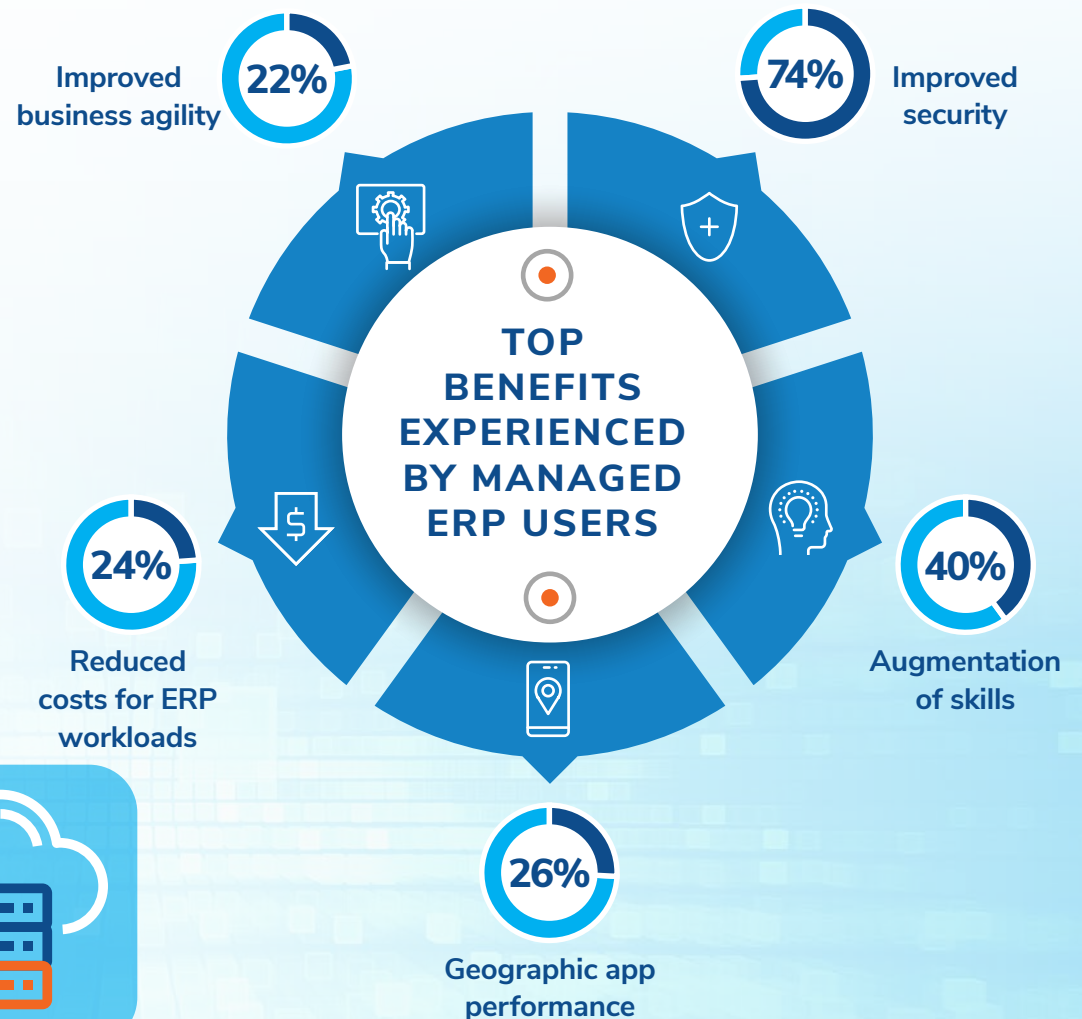 22%
Improved
business agility
74%
Improved
security
TOP
BENEFITS
EXPERIENCED
BY MANAGED
ERP USERS
24%
Reduced
costs for ERP
workloads
40%
Augmentation
of skills
26%
Geographic app
performance
$